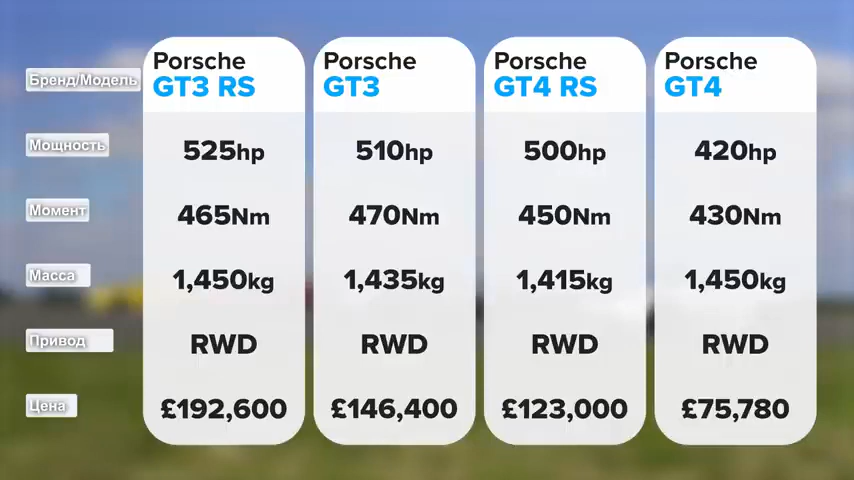 Бренд/Модель
Porsche GT3 RS
Porsche GT3
Porsche GT4 RS
Porsche GT4
Мощность 525hp 510hp 500hp 420hp
Момент 465Nm 470Nm 450Nm 430Nm
Масса 1,450kg 1,435kg 1,415kg 1,450kg
Привод RWD RWD RWD RWD
Цена £192,600 £146,400 £123,000 £75,780